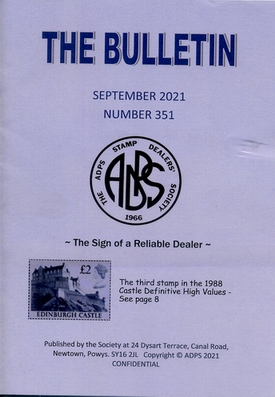 THE BULLETIN
SEPTEMBER 2021
NUMBER 351
THE ADPS STAMP DEALERS' SOCIETY
ADPS
1966
~ The Sign of a Reliable Dealer ~
£2
EDINBURGH CASTLE
The third stamp in the 1988
Castle Definitive High Values -
See page 8
Published by the Society at 24 Dysart Terrace, Canal Road,
Newtown, Powys. SY16 2JL Copyright © ADPS 2021
CONFIDENTIAL